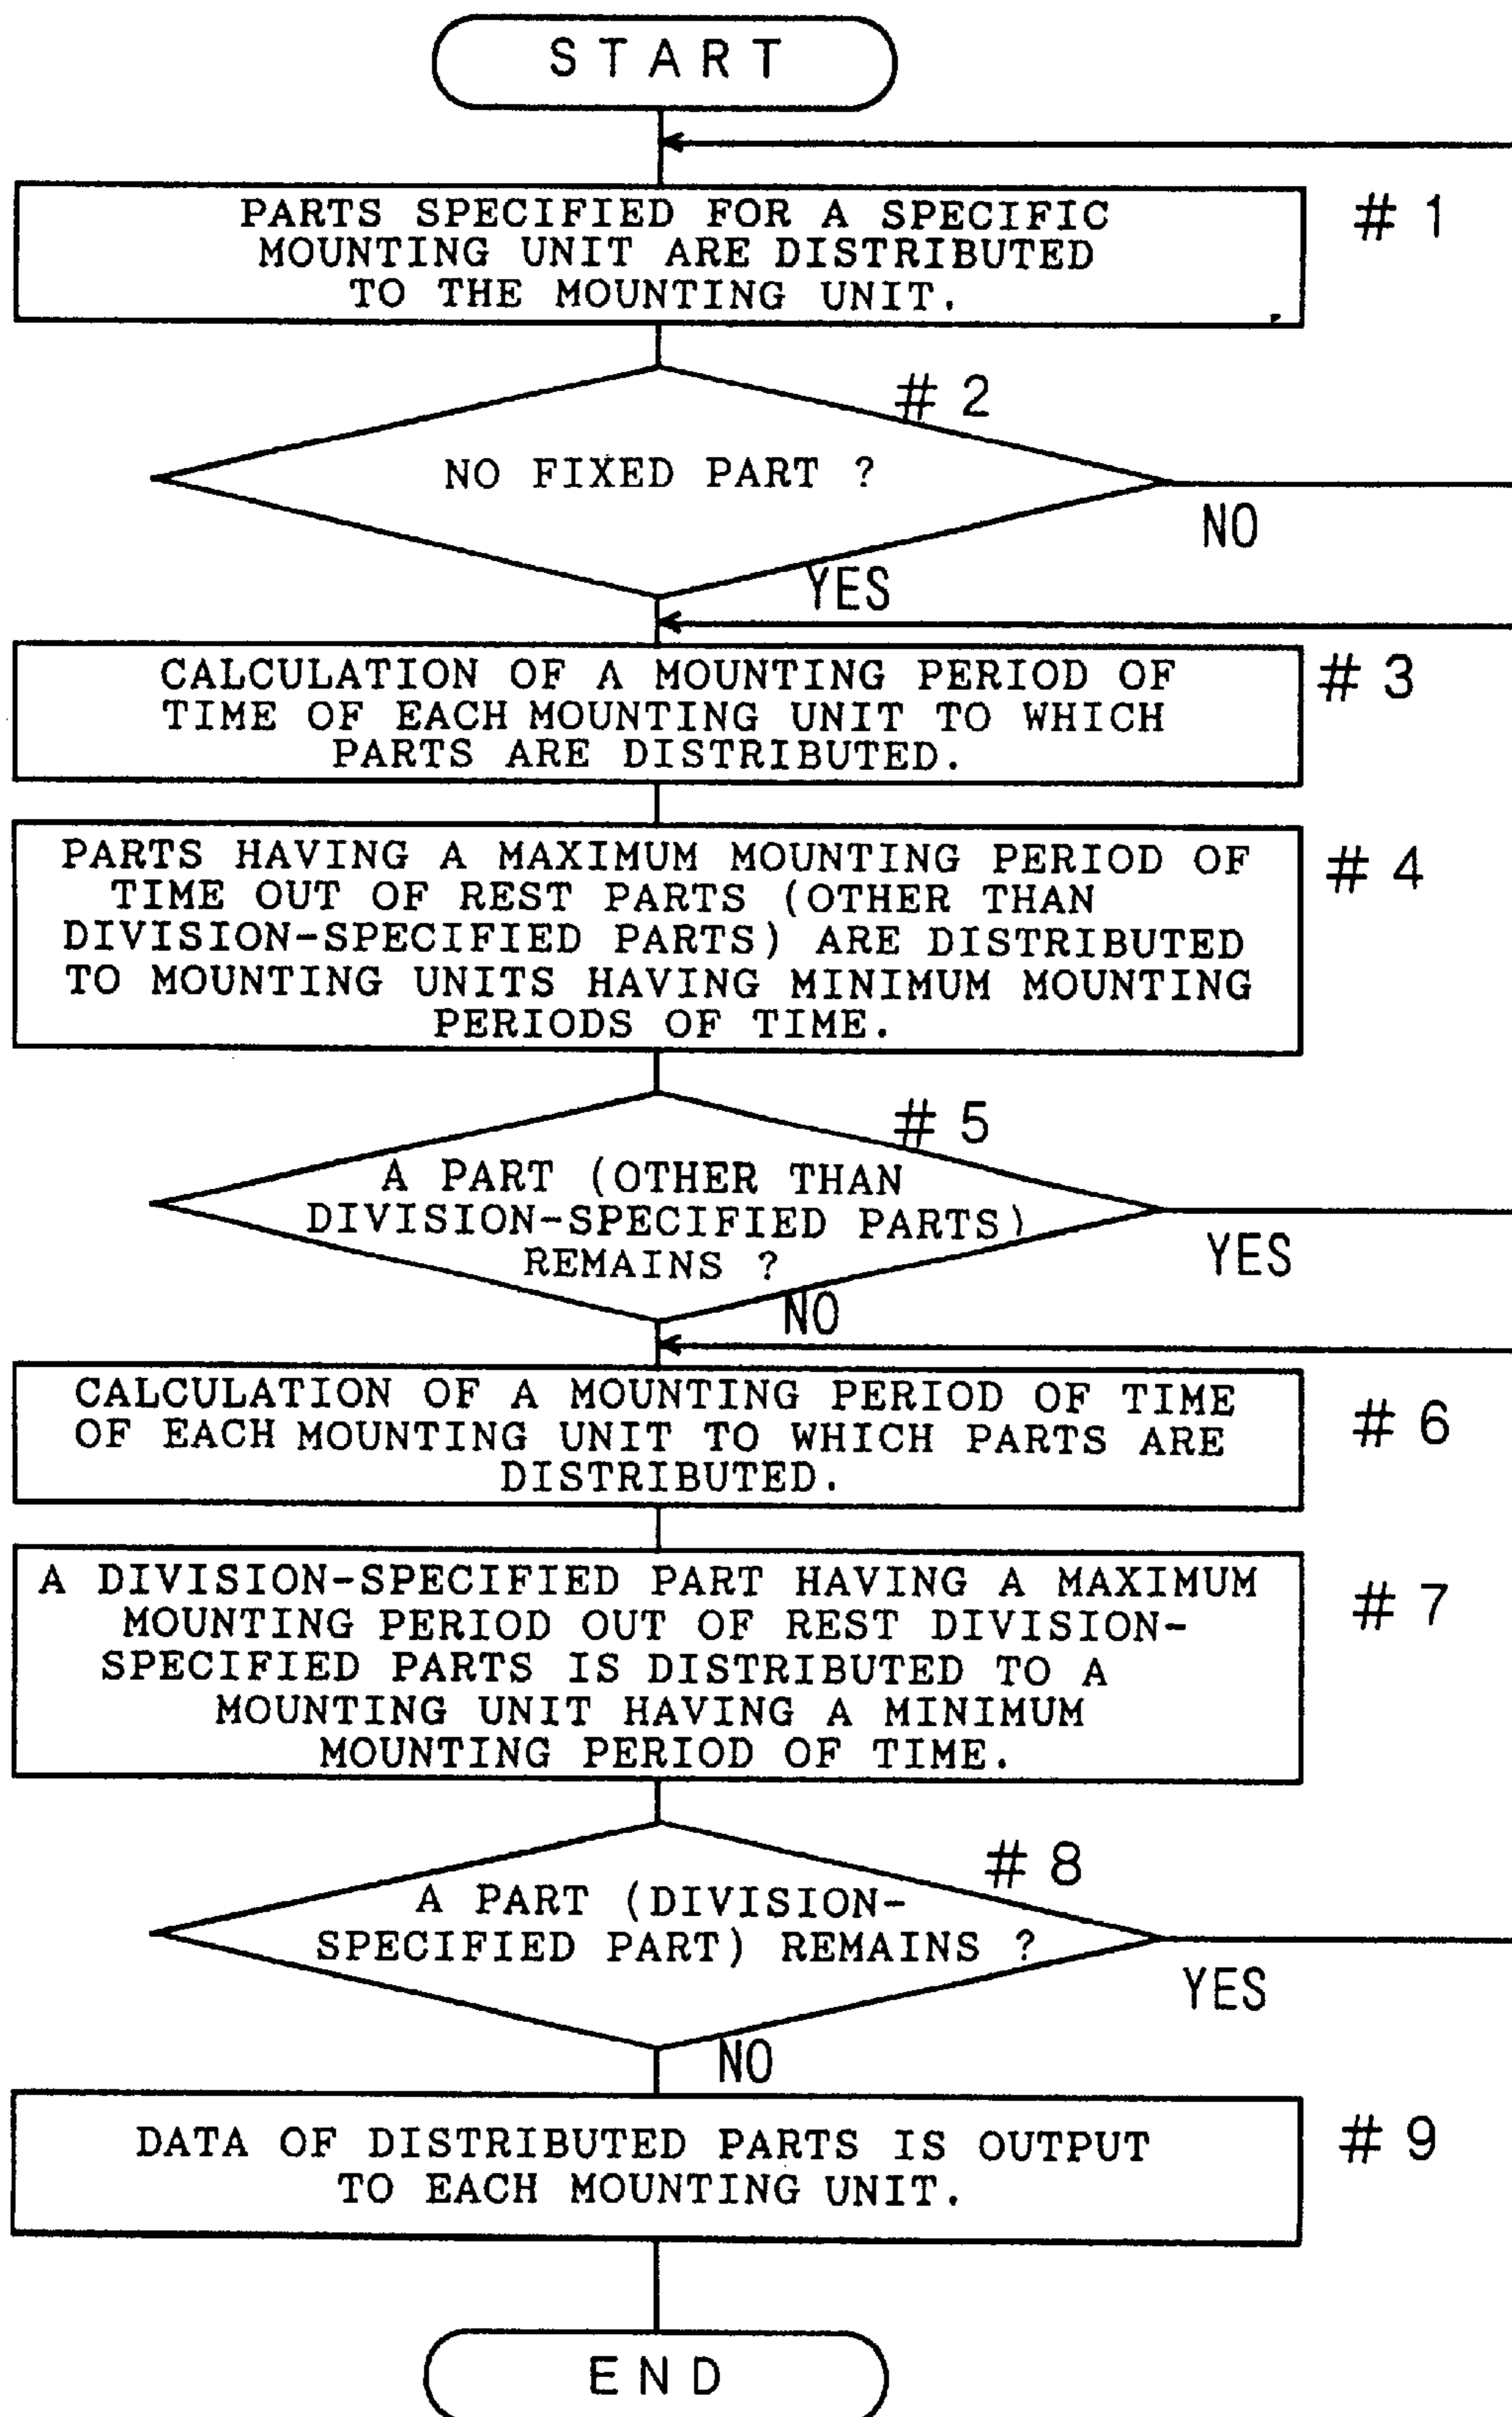 START
PARTS SPECIFIED FOR A SPECIFIC
MOUNTING UNIT ARE DISTRIBUTED
TO THE MOUNTING UNIT.
# 1
# 2
NO FIXED PART ?
NO
YES
CALCULATION OF A MOUNTING PERIOD OF
TIME OF EACH MOUNTING UNIT TO WHICH
PARTS ARE DISTRIBUTED.
# 3
PARTS HAVING A MAXIMUM MOUNTING PERIOD OF
TIME OUT OF REST PARTS (OTHER THAN
DIVISION-SPECIFIED PARTS) ARE DISTRIBUTED
TO MOUNTING UNITS HAVING MINIMUM MOUNTING
PERIODS OF TIME.
# 4
# 5
A PART (OTHER THAN
DIVISION-SPECIFIED PARTS)
REMAINS ?
YES
NO
CALCULATION OF A MOUNTING PERIOD OF TIME
OF EACH MOUNTING UNIT TO WHICH PARTS ARE
DISTRIBUTED.
# 6
A DIVISION-SPECIFIED PART HAVING A MAXIMUM
MOUNTING PERIOD OUT OF REST DIVISION-
SPECIFIED PARTS IS DISTRIBUTED TO A
MOUNTING UNIT HAVING A MINIMUM
MOUNTING PERIOD OF TIME.
# 7
# 8
A PART (DIVISION-
SPECIFIED PART) REMAINS ?
YES
NO
DATA OF DISTRIBUTED PARTS IS OUTPUT
TO EACH MOUNTING UNIT.
# 9
END